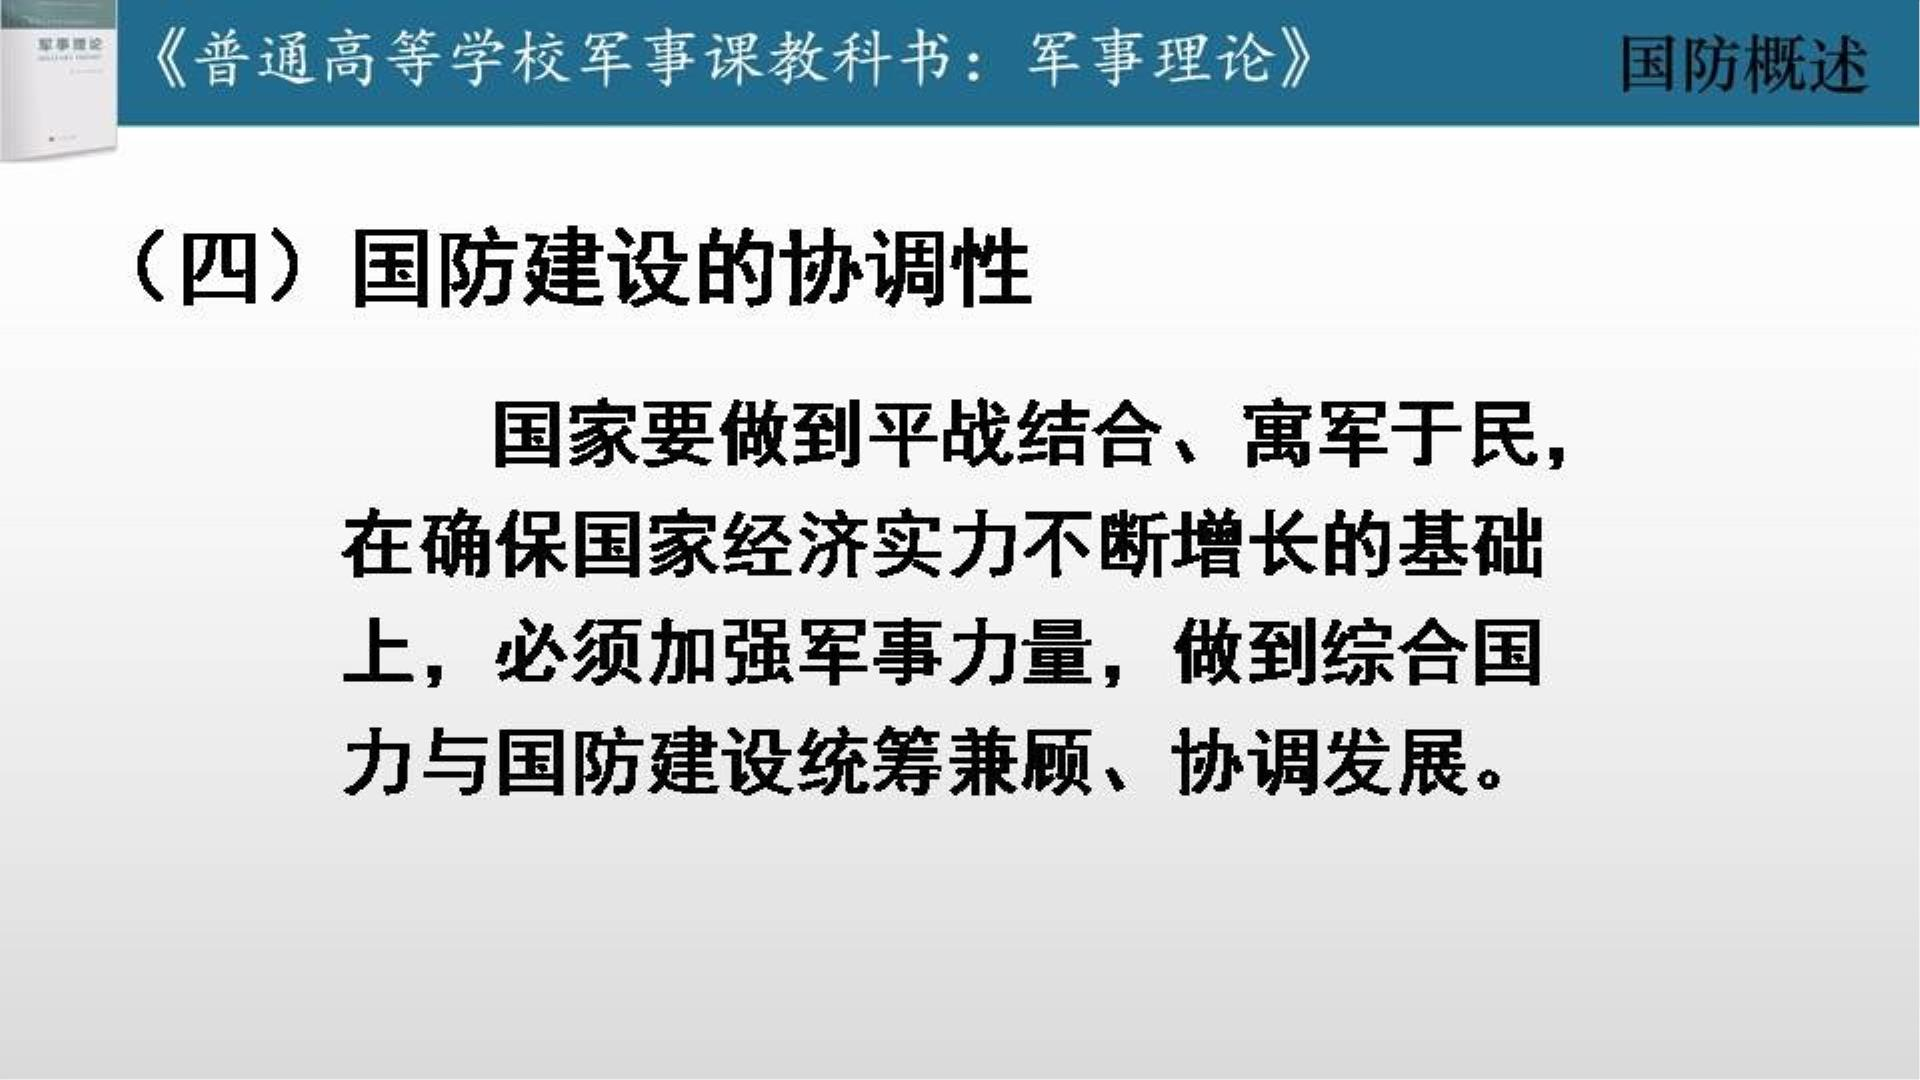 军事理论
《普通高等学校军事课教科书：军事理论》
国防概述
（四）国防建设的协调性
国家要做到平战结合、寓军于民，
在确保国家经济实力不断增长的基础
上，必须加强军事力量，做到综合国
力与国防建设统筹兼顾、协调发展。